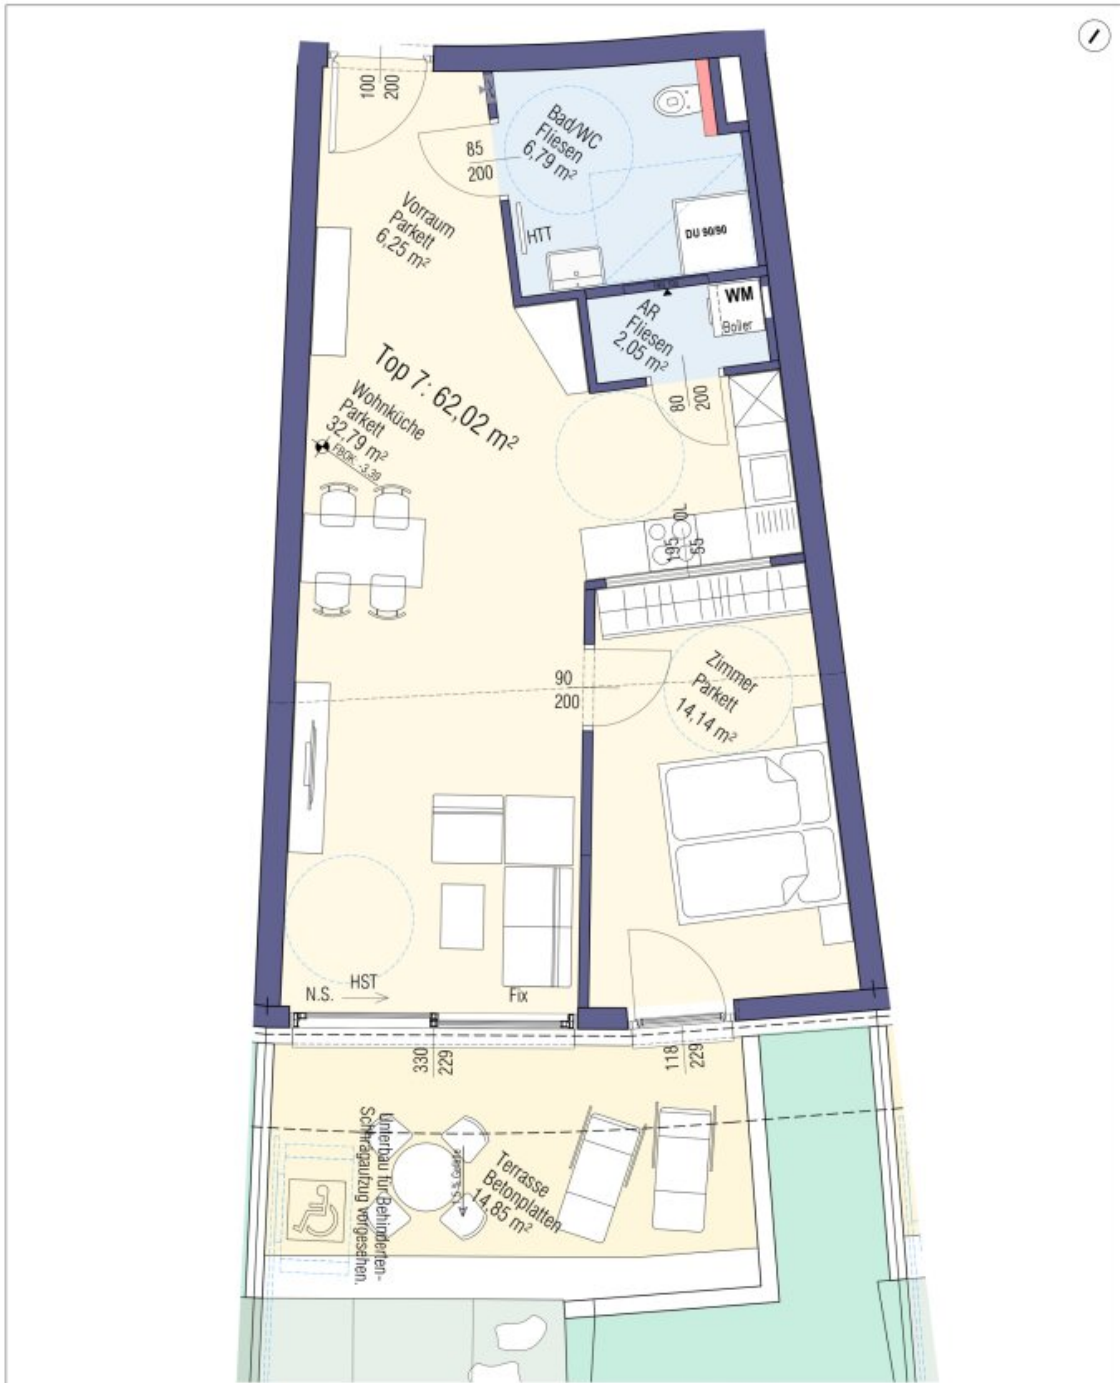 100
200
Bad/WC
Fliesen
6,79 m²
85
200
Vorraum
Parkett
6,25 m²
HTT
DU 90/90
AR
Fliesen
2,05 m²
WM
Boiler
80
200
Top 7: 62,02 m²
Wohnküche
Parkett
32,79 m²
FBOK -3,39
195
OL
55
Zimmer
Parkett
14,14 m²
90
200
N.S.
HST
Fix
330
229
118
229
Unterbau für Behinderten-
Schrägaufzug vorgesehen.
1,5 % Gefälle
Terrasse
Betonplatten
14,85 m²